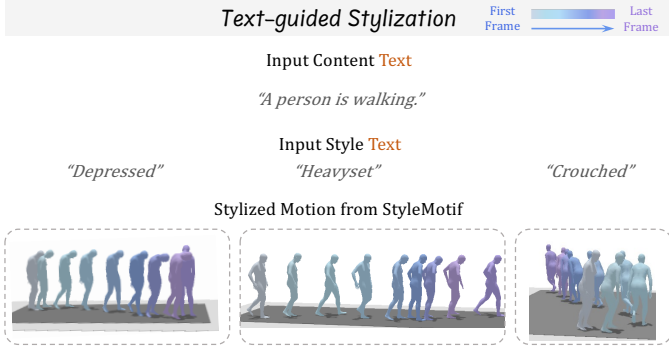 Text-guided Stylization
First Frame
Last Frame
Input Content Text
“A person is walking.”
Input Style Text
“Depressed” “Heavyset” “Crouched”
Stylized Motion from StyleMotif